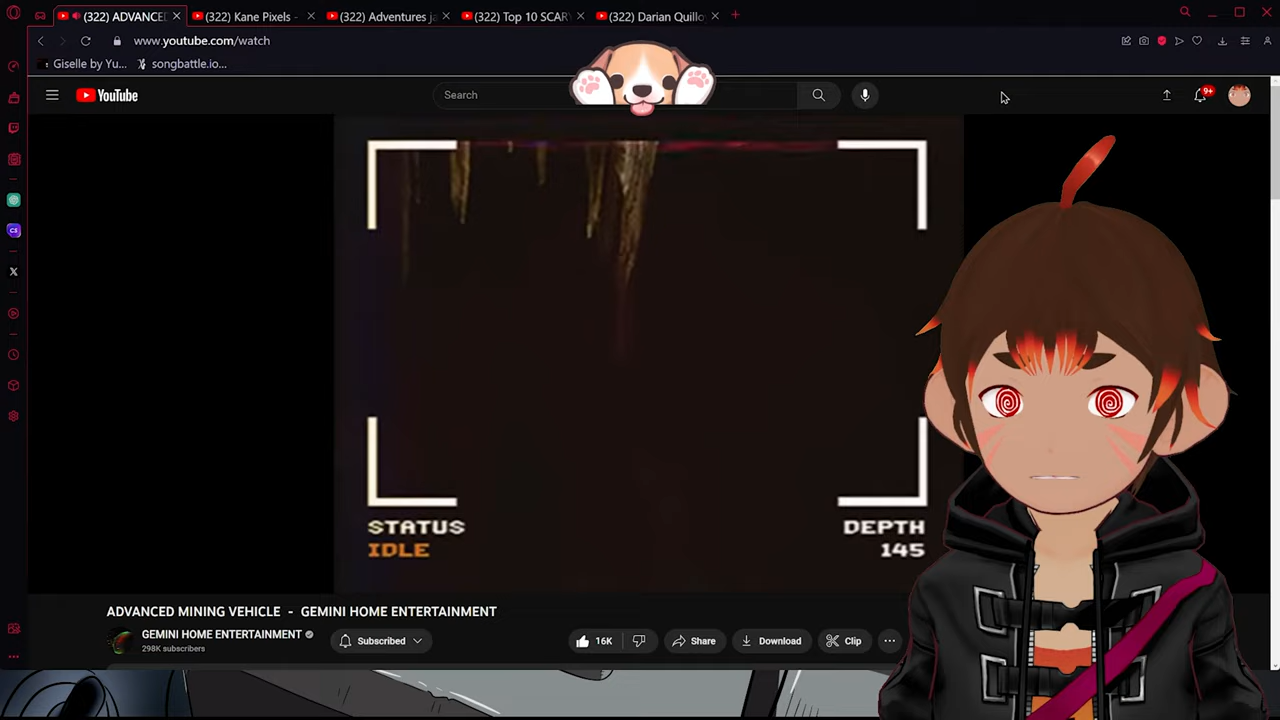 (322) ADVANCED
(322) Kane Pixels -
(322) Adventures ja
(322) Top 10 SCAR
(322) Darian Quillo
www.youtube.com/watch
Giselle by Yu...
songbattle.io...
YouTube
Search
9+
STATUS
IDLE
DEPTH
145
ADVANCED MINING VEHICLE - GEMINI HOME ENTERTAINMENT
GEMINI HOME ENTERTAINMENT
298K subscribers
Subscribed
16K
Share
Download
Clip